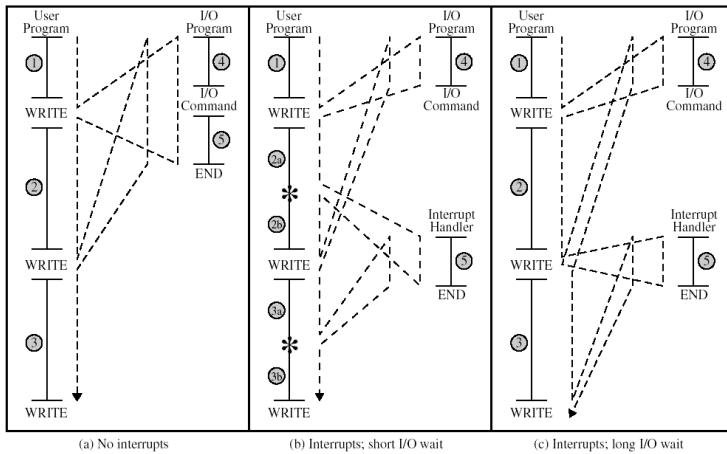 User
Program
I/O
Program
1
4
I/O
Command
WRITE
5
END
2
WRITE
3
WRITE
(a) No interrupts
User
Program
I/O
Program
1
4
I/O
Command
WRITE
2a
2b
Interrupt
Handler
5
END
WRITE
3a
3b
WRITE
(b) Interrupts; short I/O wait
User
Program
I/O
Program
1
4
I/O
Command
WRITE
2
Interrupt
Handler
5
END
WRITE
3
WRITE
(c) Interrupts; long I/O wait